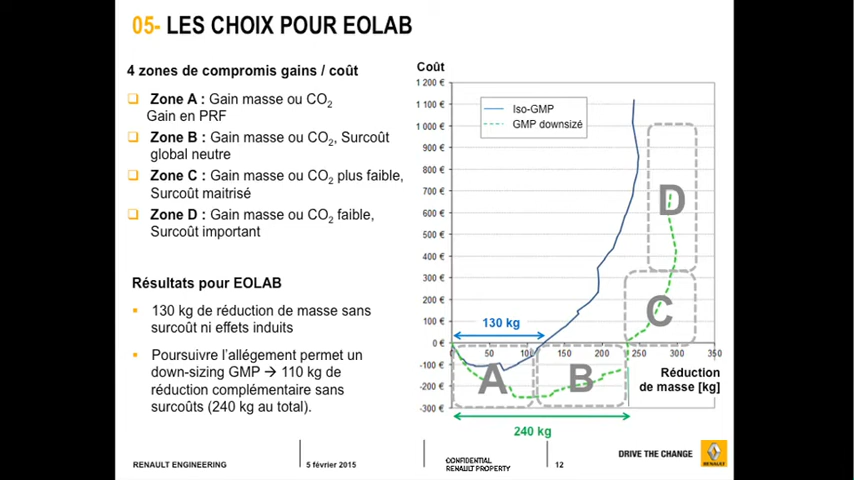 05- LES CHOIX POUR EOLAB
4 zones de compromis gains / coût
Zone A : Gain masse ou CO2
Gain en PRF
Zone B : Gain masse ou CO2, Surcoût
global neutre
Zone C : Gain masse ou CO2 plus faible,
Surcoût maitrisé
Zone D : Gain masse ou CO2 faible,
Surcoût important
Résultats pour EOLAB
130 kg de réduction de masse sans
surcoût ni effets induits
Poursuivre l'allégement permet un
down-sizing GMP → 110 kg de
réduction complémentaire sans
surcoûts (240 kg au total).
Coût
1 200 €
1 100 €
1 000 €
900 €
800 €
700 €
600 €
500 €
400 €
300 €
200 €
100 €
0 €
-100 €
-200 €
-300 €
Iso-GMP
GMP downsizé
D
C
130 kg
0 50 100 150 200 250 300 350
A
B
Réduction
de masse [kg]
240 kg
RENAULT ENGINEERING
5 février 2015
CONFIDENTIAL
RENAULT PROPERTY
12
DRIVE THE CHANGE
RENAULT